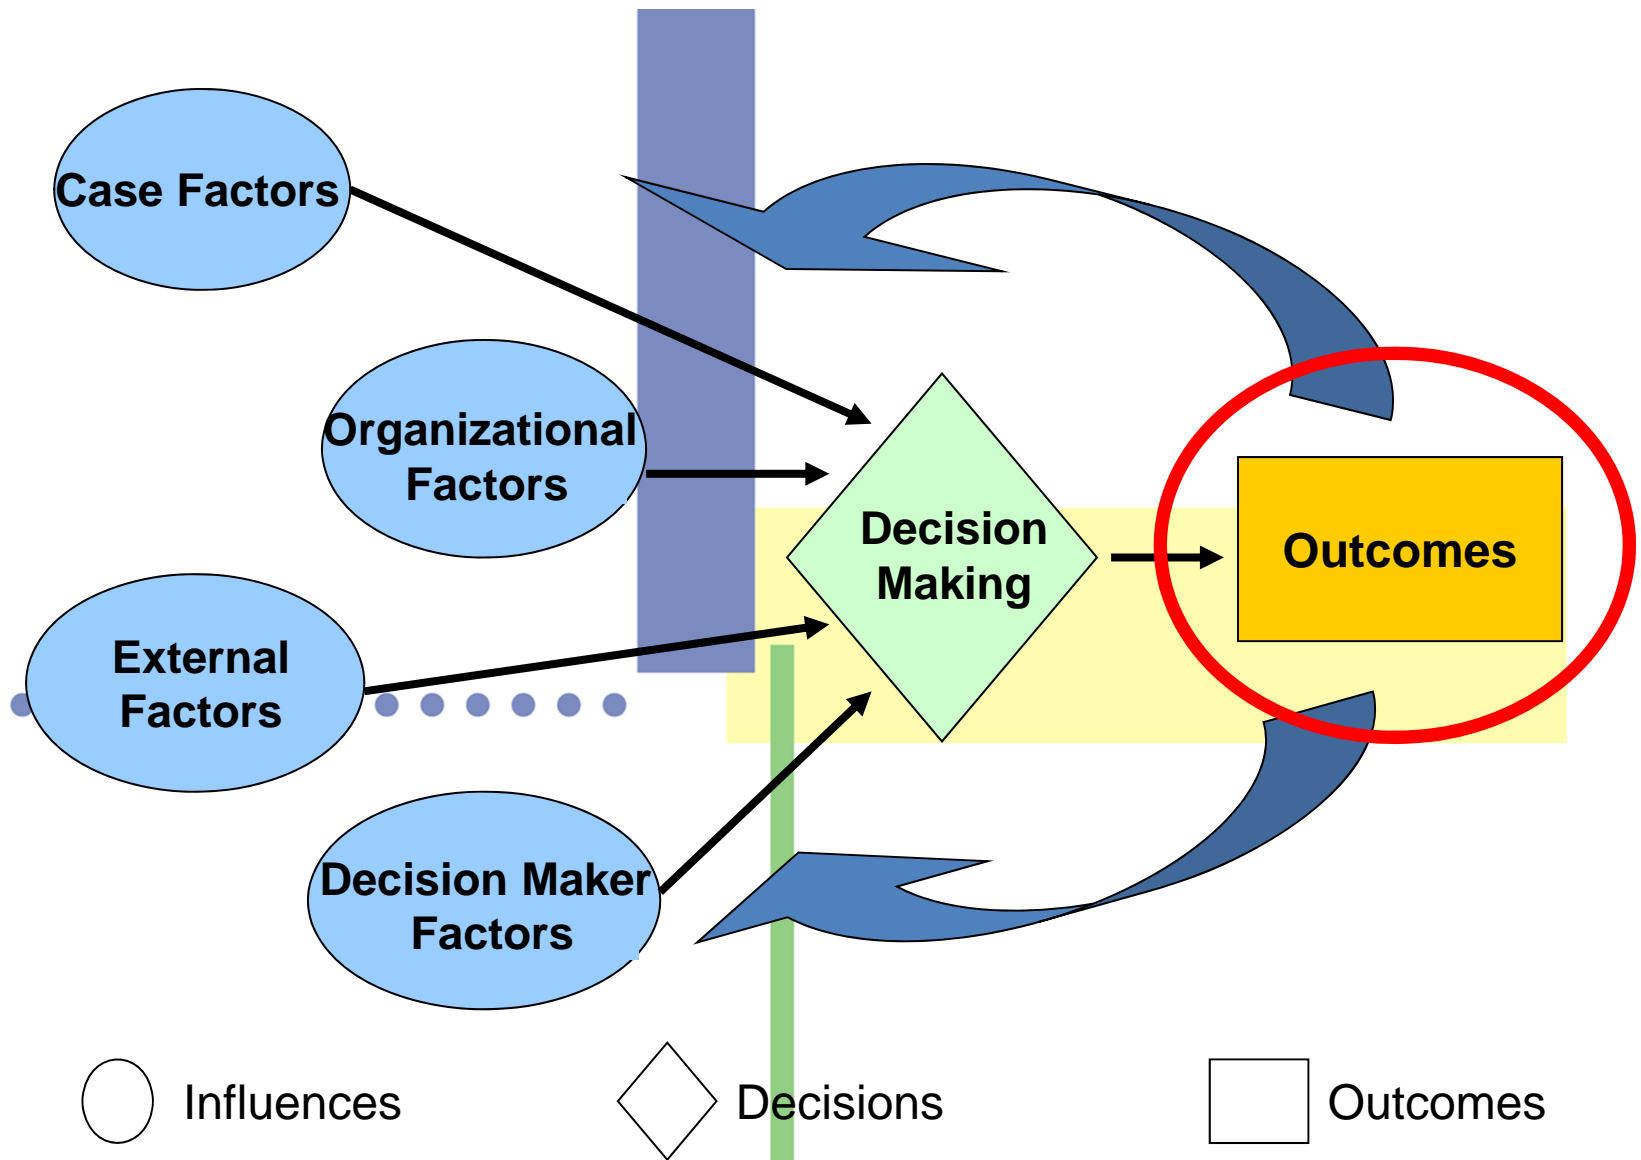 Case Factors
Organizational
Factors
Decision
Making
Outcomes
External
Factors
Decision Maker
Factors
Influences
Decisions
Outcomes